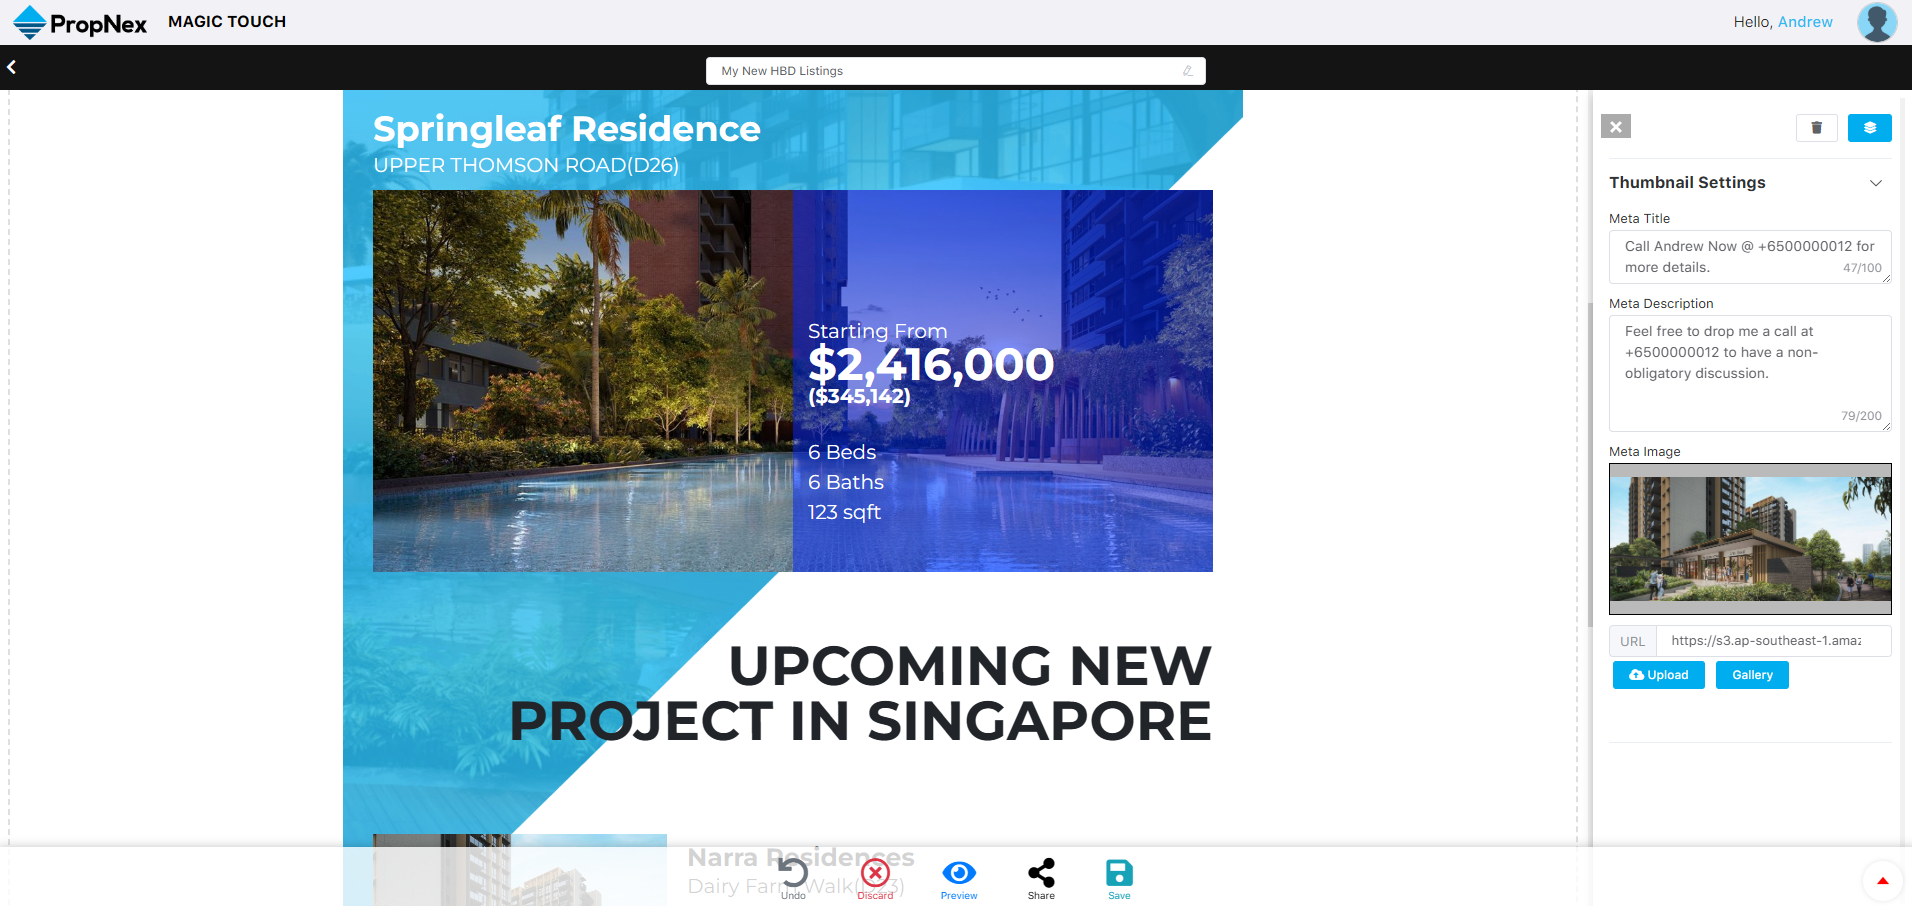 PropNex
MAGIC TOUCH
Hello, Andrew
My New HBD Listings
Springleaf Residence
UPPER THOMSON ROAD(D26)
Starting From
$2,416,000
($345,142)
6 Beds
6 Baths
123 sqft
UPCOMING NEW
PROJECT IN SINGAPORE
Narra Residences
Dairy Farm Walk(D23)
Undo
Discard
Preview
Share
Save
Thumbnail Settings
Meta Title
Call Andrew Now @ +6500000012 for
more details.
47/100
Meta Description
Feel free to drop me a call at
+6500000012 to have a non-
obligatory discussion.
79/200
Meta Image
URL
https://s3.ap-southeast-1.amaz
Upload
Gallery